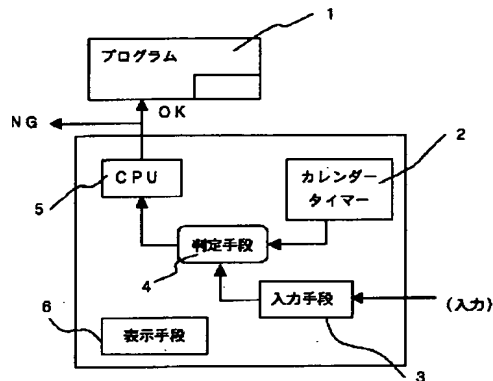 1
プログラム
OK
NG
2
CPU
カレンダー
タイマー
5
判定手段
4
入力手段
(入力)
6
表示手段
3